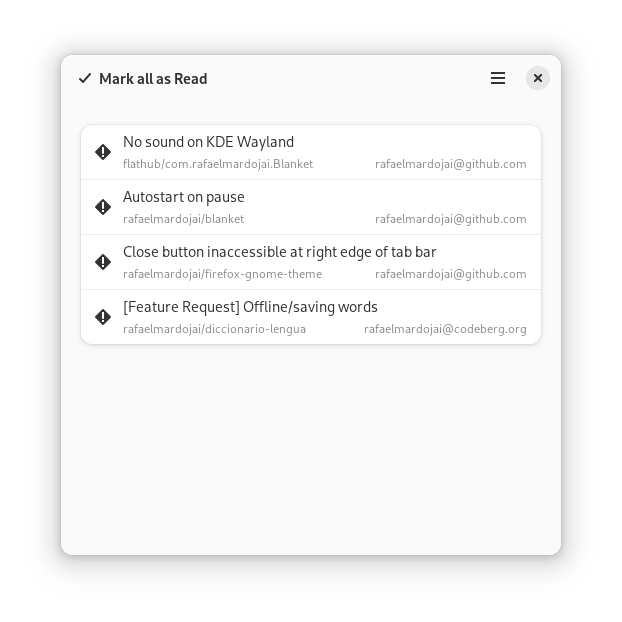 Mark all as Read
No sound on KDE Wayland
flathub/com.rafaelmardojai.Blanket rafaelmardojai@github.com
Autostart on pause
rafaelmardojai/blanket rafaelmardojai@github.com
Close button inaccessible at right edge of tab bar
rafaelmardojai/firefox-gnome-theme rafaelmardojai@github.com
[Feature Request] Offline/saving words
rafaelmardojai/diccionario-lengua rafaelmardojai@codeberg.org